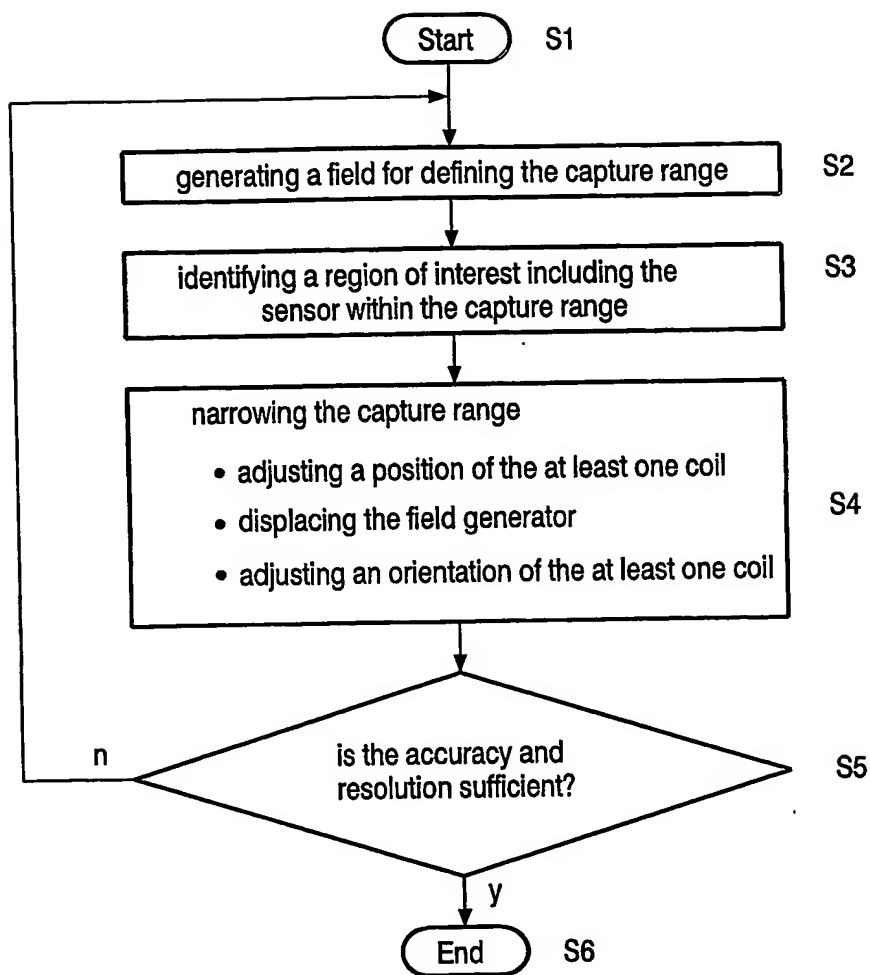 Start S1
generating a field for defining the capture range S2
identifying a region of interest including the S3
sensor within the capture range
narrowing the capture range
• adjusting a position of the at least one coil
• displacing the field generator S4
• adjusting an orientation of the at least one coil
n
is the accuracy and
resolution sufficient? S5
y
End S6